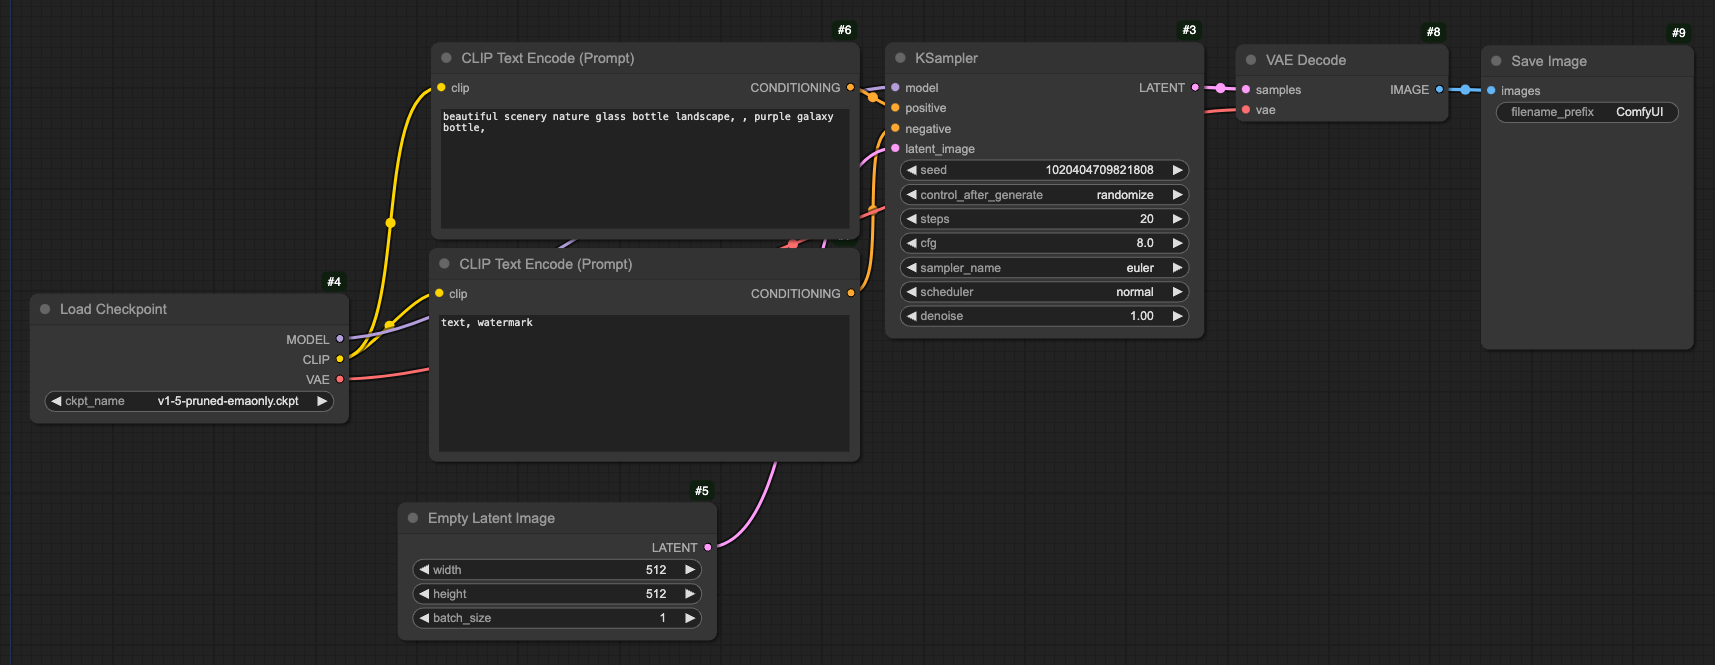 #4
Load Checkpoint
MODEL
CLIP
VAE
ckpt_name v1-5-pruned-emaonly.ckpt
#6
CLIP Text Encode (Prompt)
clip CONDITIONING
beautiful scenery nature glass bottle landscape, , purple galaxy
bottle,
CLIP Text Encode (Prompt)
clip CONDITIONING
text, watermark
#5
Empty Latent Image
LATENT
width 512
height 512
batch_size 1
#3
KSampler
model LATENT
positive
negative
latent_image
seed 1020404709821808
control_after_generate randomize
steps 20
cfg 8.0
sampler_name euler
scheduler normal
denoise 1.00
#8
VAE Decode
samples IMAGE
vae
#9
Save Image
images
filename_prefix ComfyUI